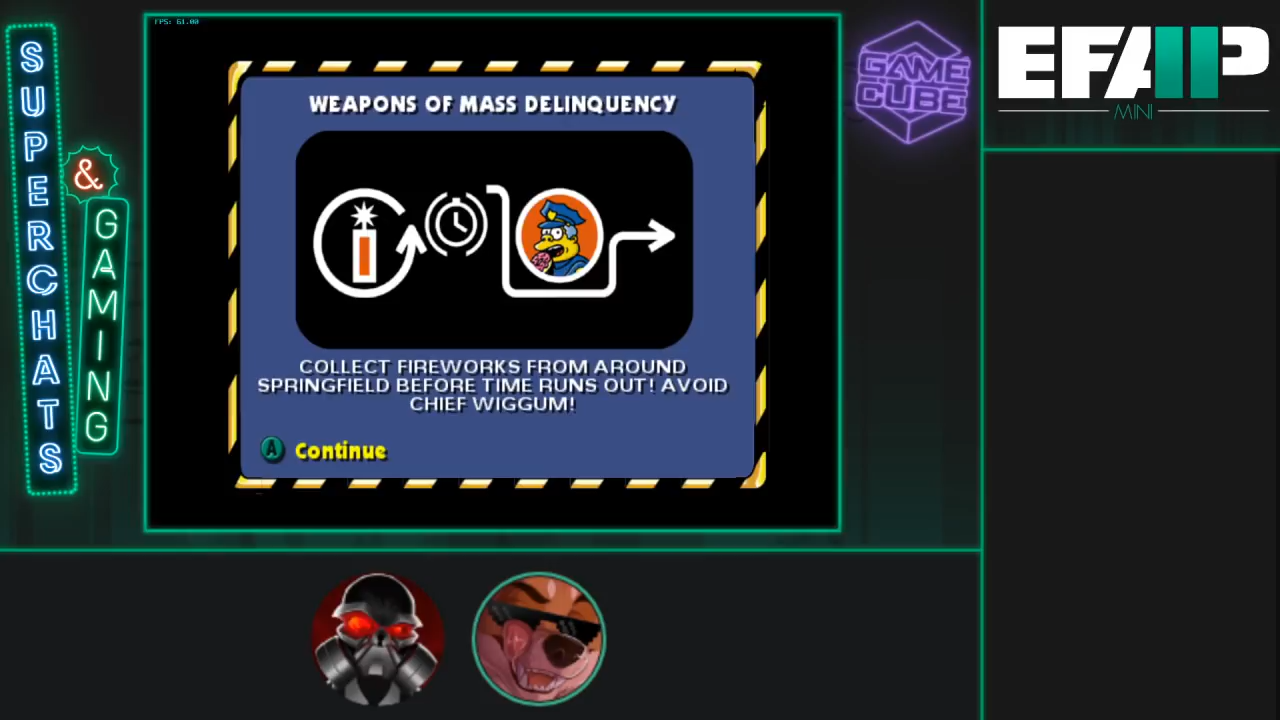 FPS: 61.00
SUPERCHATS
&
GAMING
WEAPONS OF MASS DELINQUENCY
COLLECT FIREWORKS FROM AROUND
SPRINGFIELD BEFORE TIME RUNS OUT! AVOID
CHIEF WIGGUM!
A Continue
GAME
CUBE
EFAP
MINI